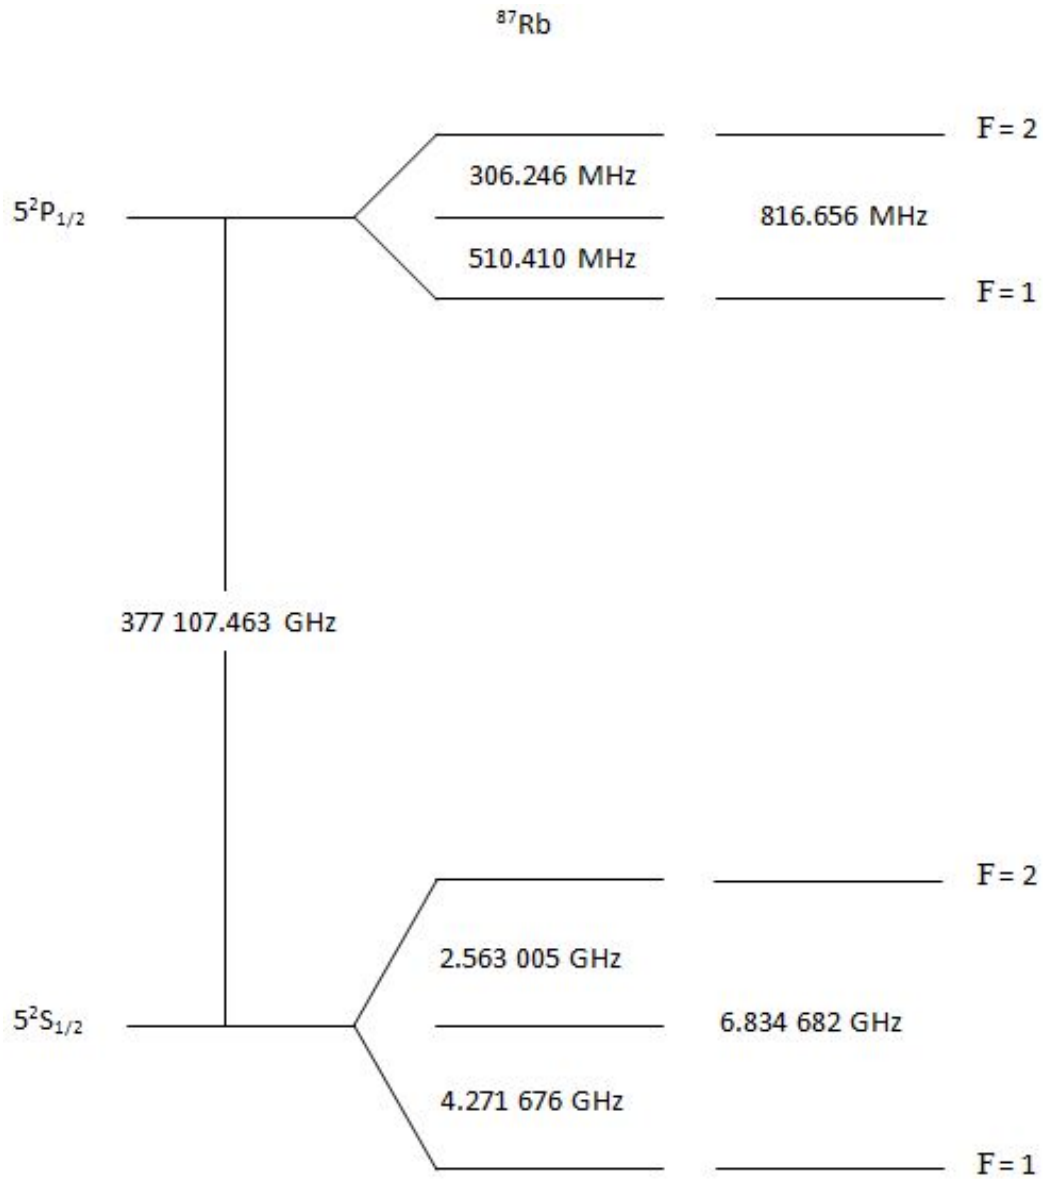 ⁸⁷Rb
F = 2
306.246 MHz
5²P₁/₂
816.656 MHz
510.410 MHz
F = 1
377 107.463 GHz
F = 2
2.563 005 GHz
5²S₁/₂
6.834 682 GHz
4.271 676 GHz
F = 1